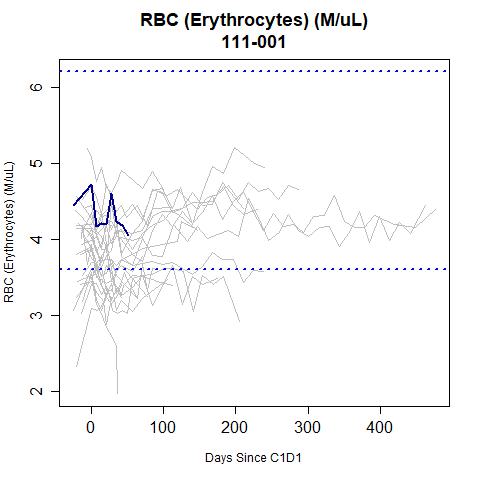 RBC (Erythrocytes) (M/uL)
111-001
RBC (Erythrocytes) (M/uL)
6
5
4
3
2
0 100 200 300 400
Days Since C1D1